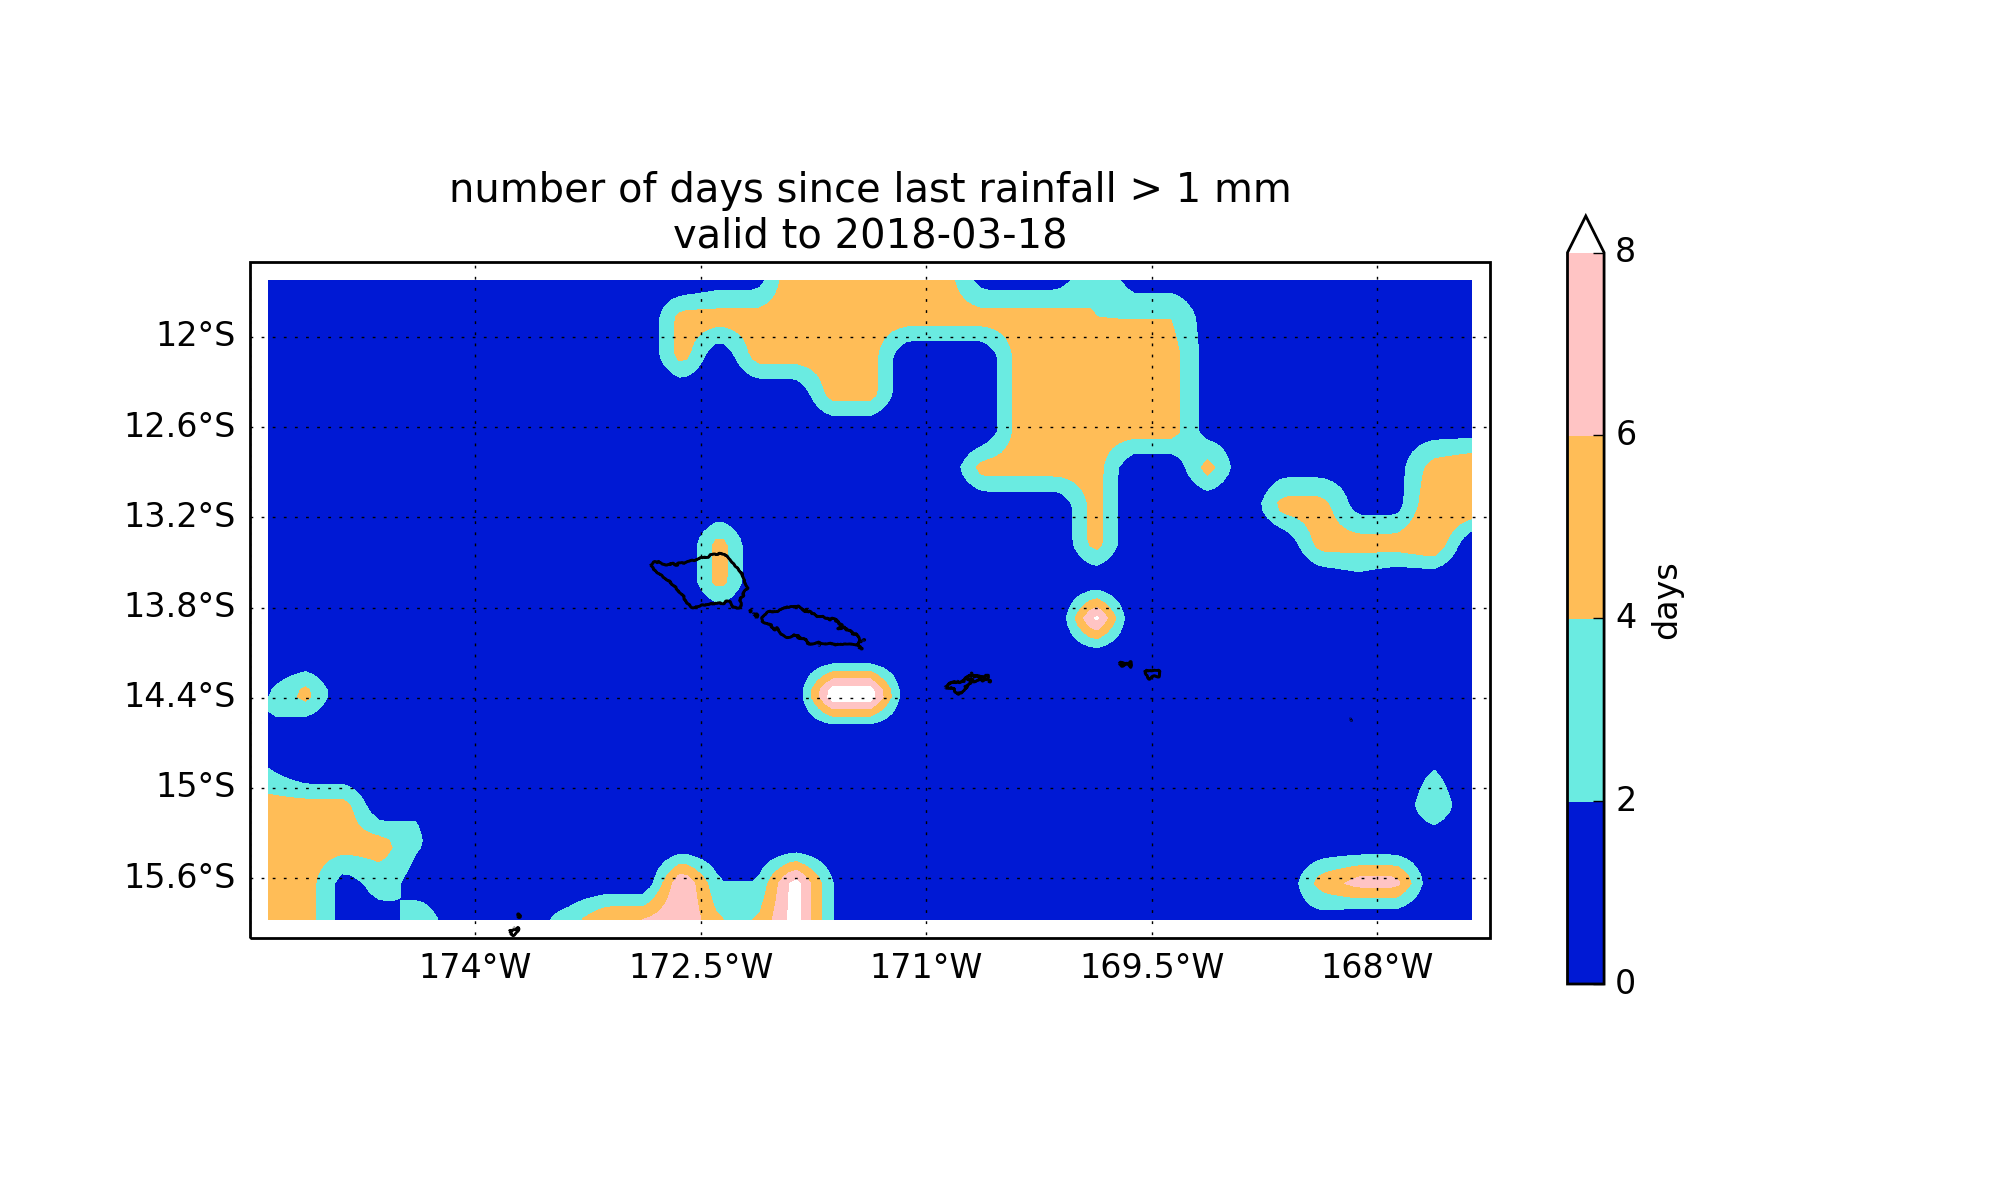 number of days since last rainfall > 1 mm
valid to 2018-03-18
12°S
12.6°S
13.2°S
13.8°S
14.4°S
15°S
15.6°S
174°W 172.5°W 171°W 169.5°W 168°W
8
6
4
2
0
days